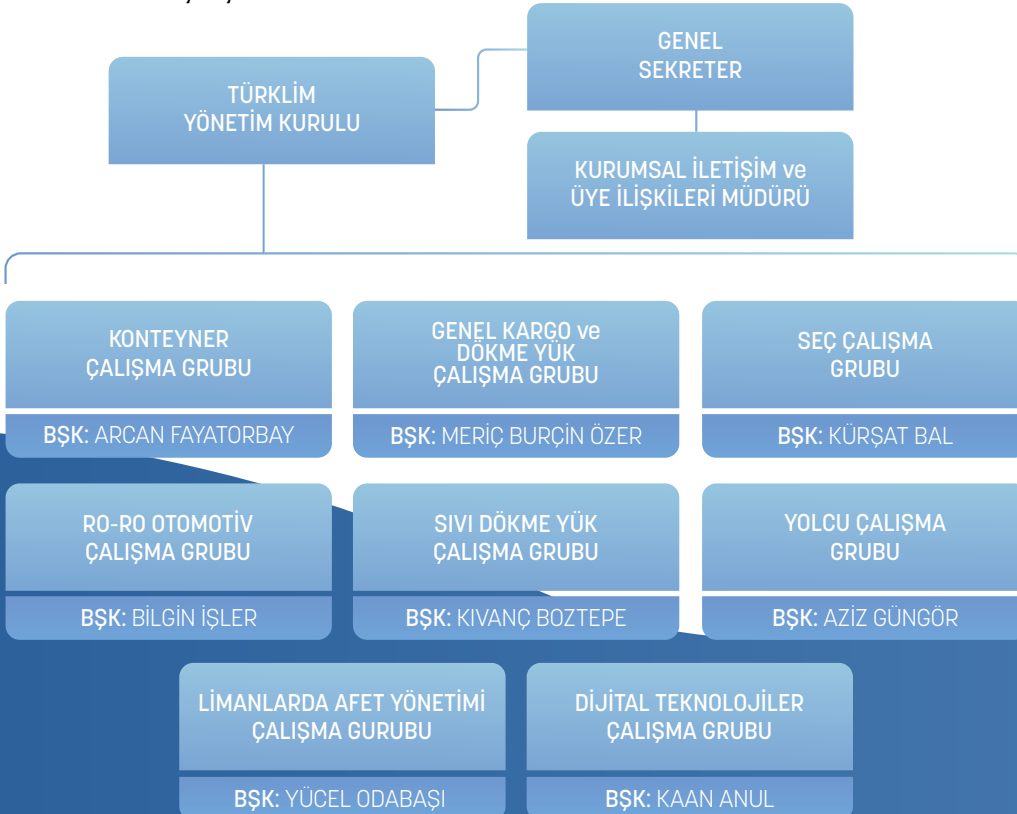 GENEL
SEKRETER
TÜRKLİM
YÖNETİM KURULU
KURUMSAL İLETİŞİM ve
ÜYE İLİŞKİLERİ MÜDÜRÜ
KONTEYNER
ÇALIŞMA GRUBU
BŞK: ARCAN FAYATORBAY
GENEL KARGO ve
DÖKME YÜK
ÇALIŞMA GRUBU
BŞK: MERİÇ BURÇİN ÖZER
SEÇ ÇALIŞMA
GRUBU
BŞK: KÜRŞAT BAL
RO-RO OTOMOTİV
ÇALIŞMA GRUBU
BŞK: BİLGİN İŞLER
SIVI DÖKME YÜK
ÇALIŞMA GRUBU
BŞK: KIVANÇ BOZTEPE
YOLCU ÇALIŞMA
GRUBU
BŞK: AZİZ GÜNGÖR
LİMANLARDA AFET YÖNETİMİ
ÇALIŞMA GURUBU
BŞK: YÜCEL ODABAŞI
DİJİTAL TEKNOLOJİLER
ÇALIŞMA GRUBU
BŞK: KAAN ANUL